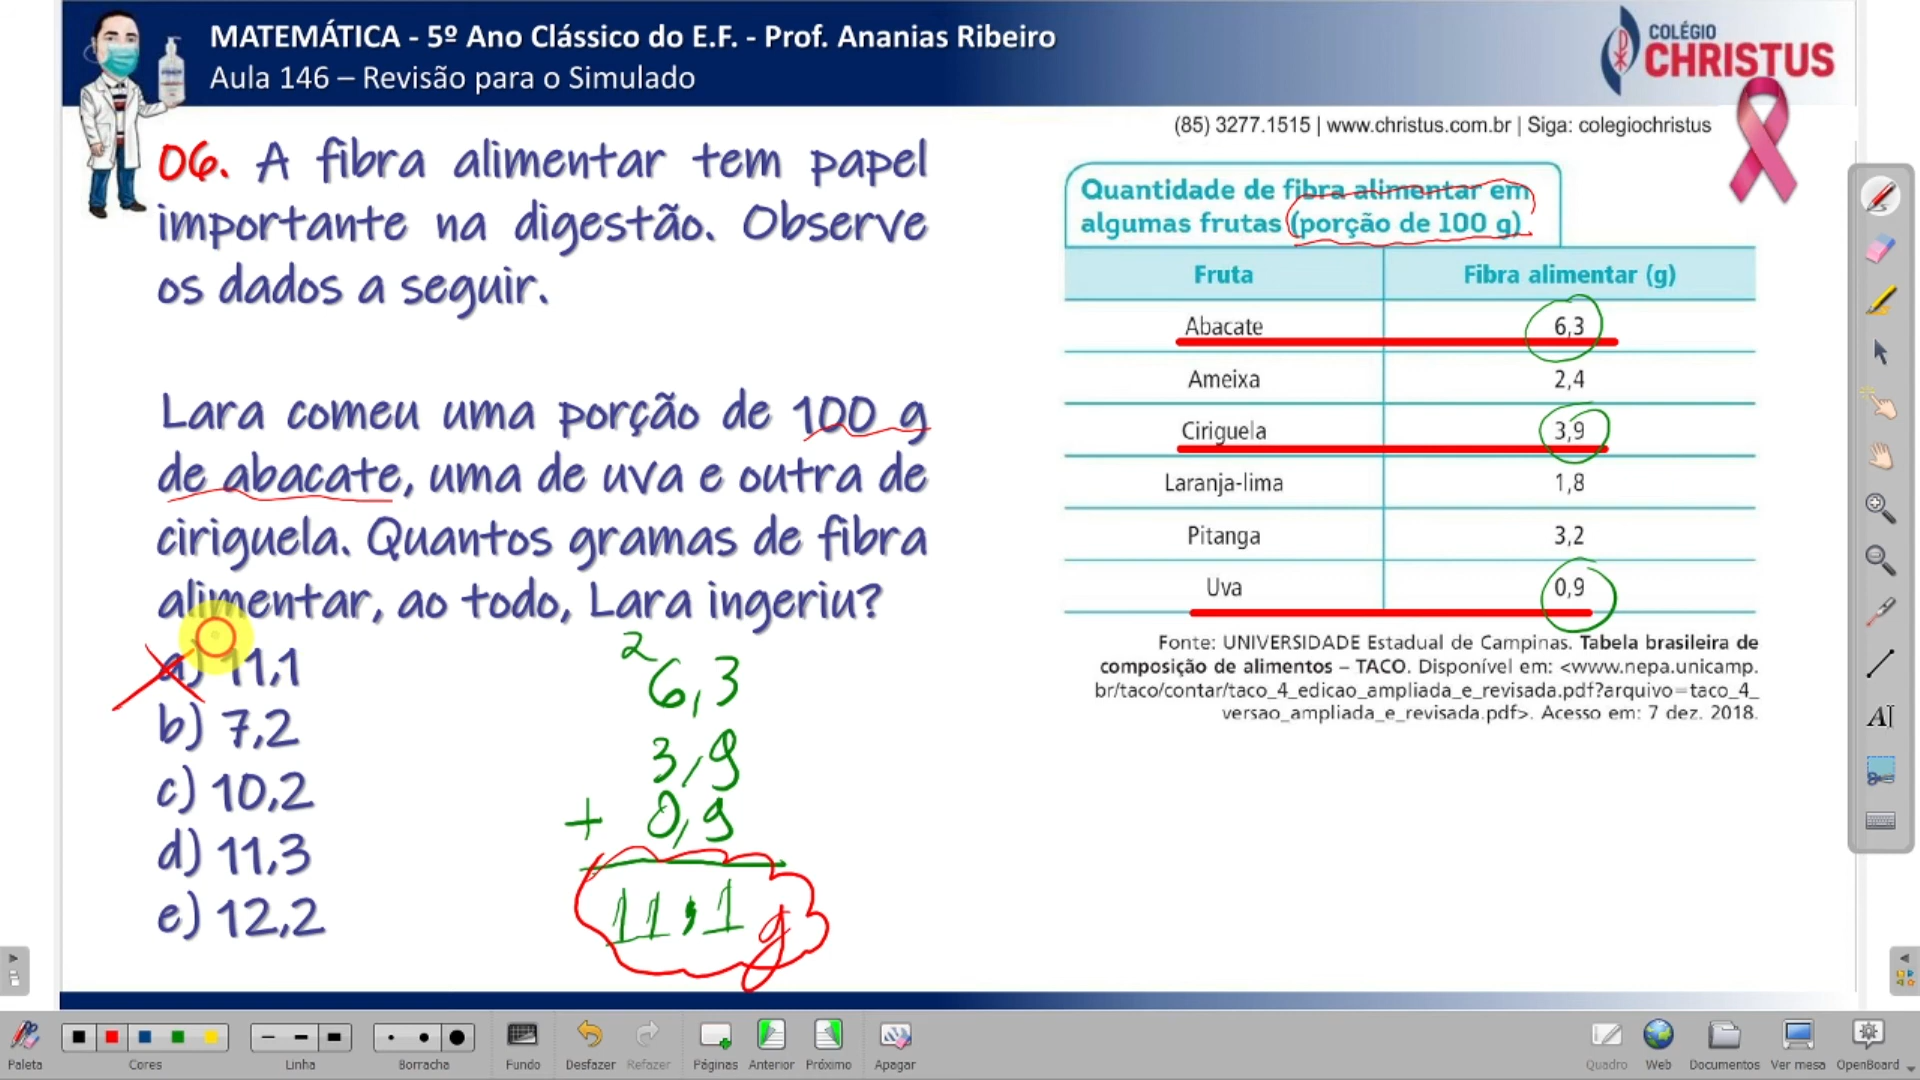 MATEMÁTICA - 5º Ano Clássico do E.F. - Prof. Ananias Ribeiro
Aula 146 – Revisão para o Simulado
COLÉGIO
CHRISTUS
(85) 3277.1515 | www.christus.com.br | Siga: colegiochristus
06. A fibra alimentar tem papel
importante na digestão. Observe
os dados a seguir.
Lara comeu uma porção de 100 g
de abacate, uma de uva e outra de
ciriguela. Quantos gramas de fibra
alimentar, ao todo, Lara ingeriu?
a) 11,1
b) 7,2
c) 10,2
d) 11,3
e) 12,2
2
6,3
3,9
+ 0,9
11,1 g
Quantidade de fibra alimentar em
algumas frutas (porção de 100 g)
Fruta Fibra alimentar (g)
Abacate 6,3
Ameixa 2,4
Ciriguela 3,9
Laranja-lima 1,8
Pitanga 3,2
Uva 0,9
Fonte: UNIVERSIDADE Estadual de Campinas. Tabela brasileira de
composição de alimentos – TACO. Disponível em: <www.nepa.unicamp.
br/taco/contar/taco_4_edicao_ampliada_e_revisada.pdf?arquivo=taco_4_
versao_ampliada_e_revisada.pdf>. Acesso em: 7 dez. 2018.
Paleta Cores Linha Borracha Fundo Desfazer Refazer Páginas Anterior Próximo Apagar Quadro Web Documentos Ver mesa OpenBoard